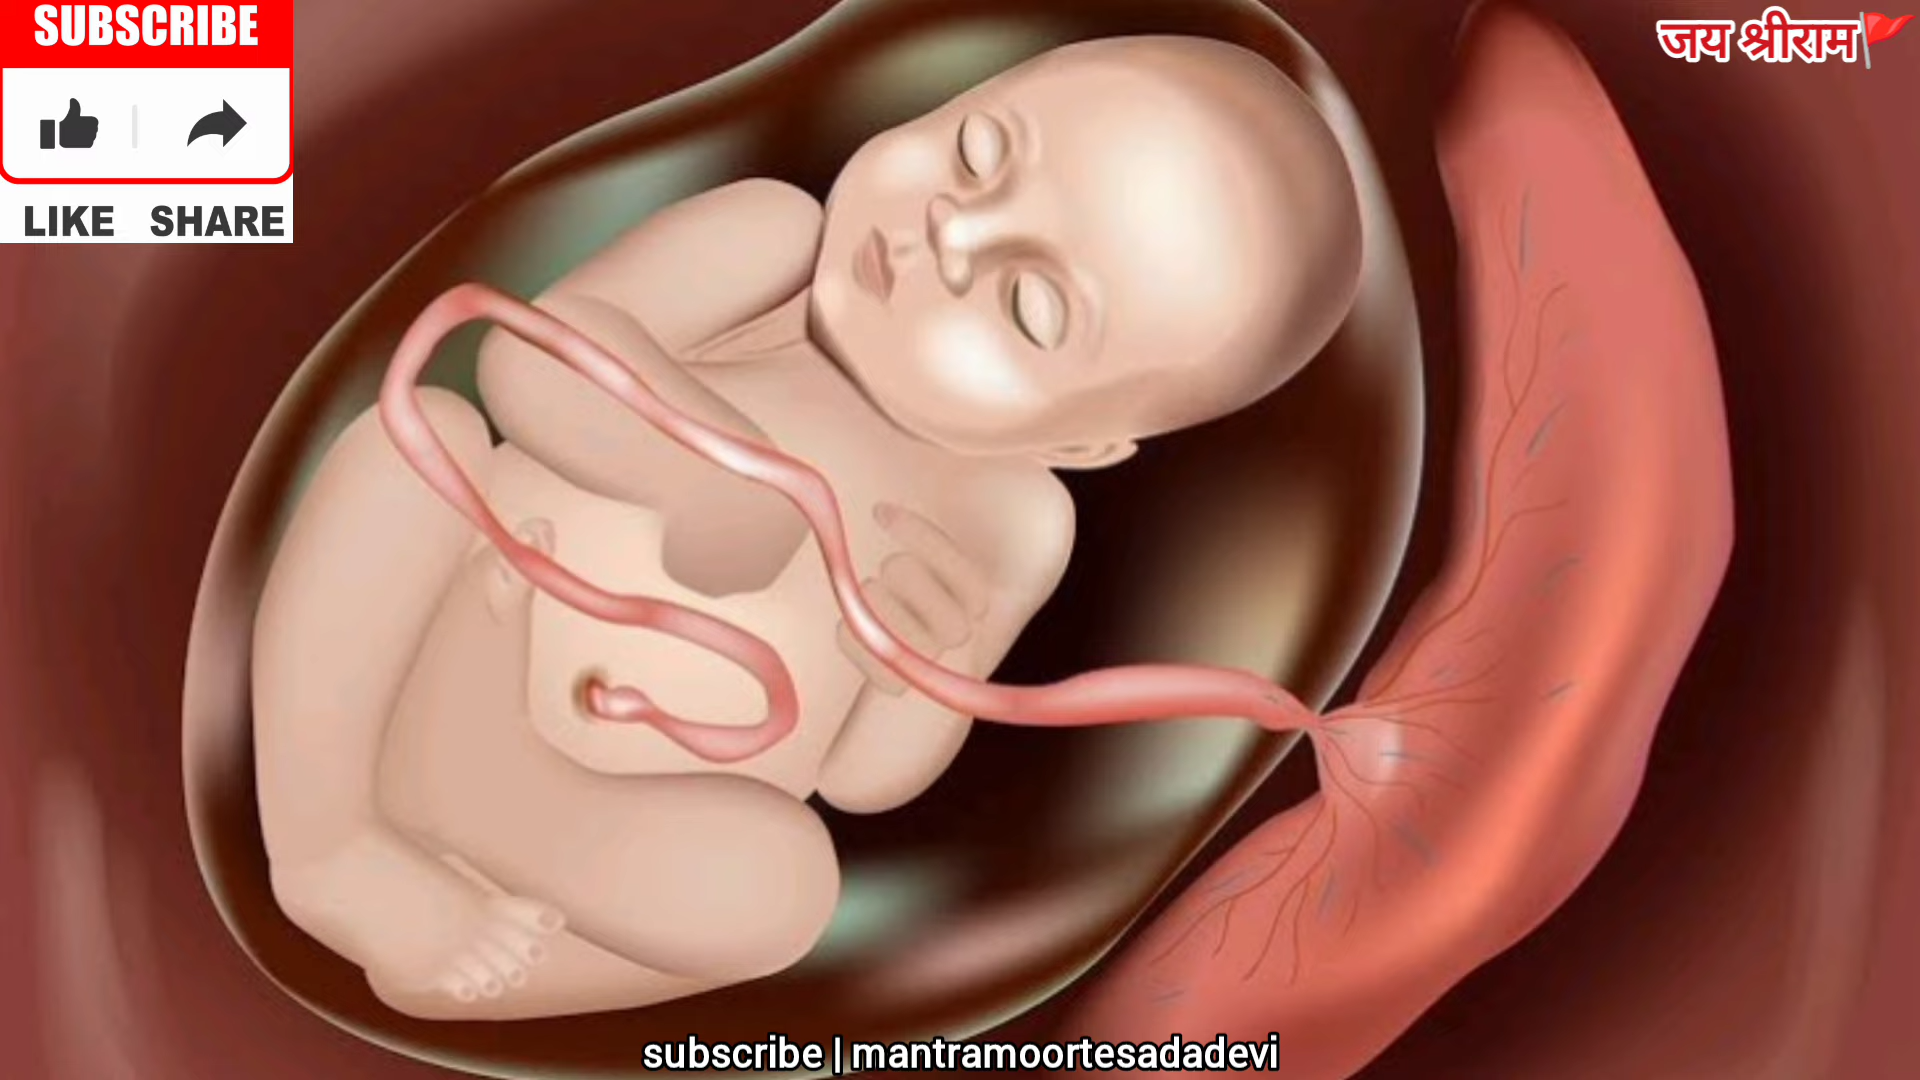 SUBSCRIBE
LIKE SHARE
जय श्रीराम
subscribe | mantramoortesadadevi